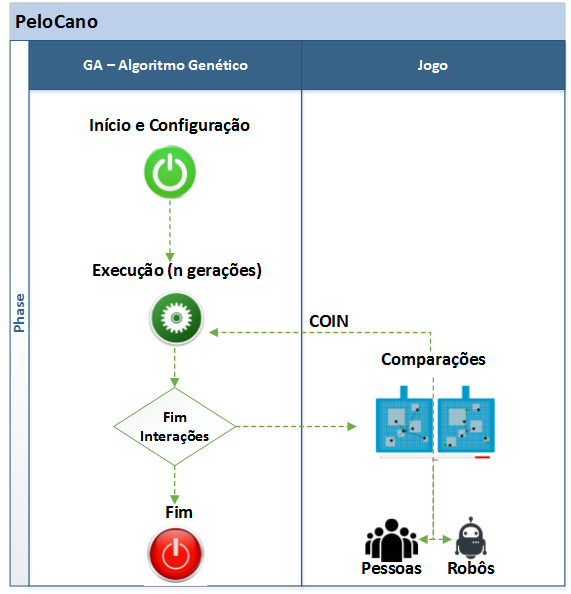 PeloCano
GA – Algoritmo Genético
Jogo
Phase
Início e Configuração
Execução (n gerações)
COIN
Comparações
Fim
Interações
Fim
Pessoas
Robôs